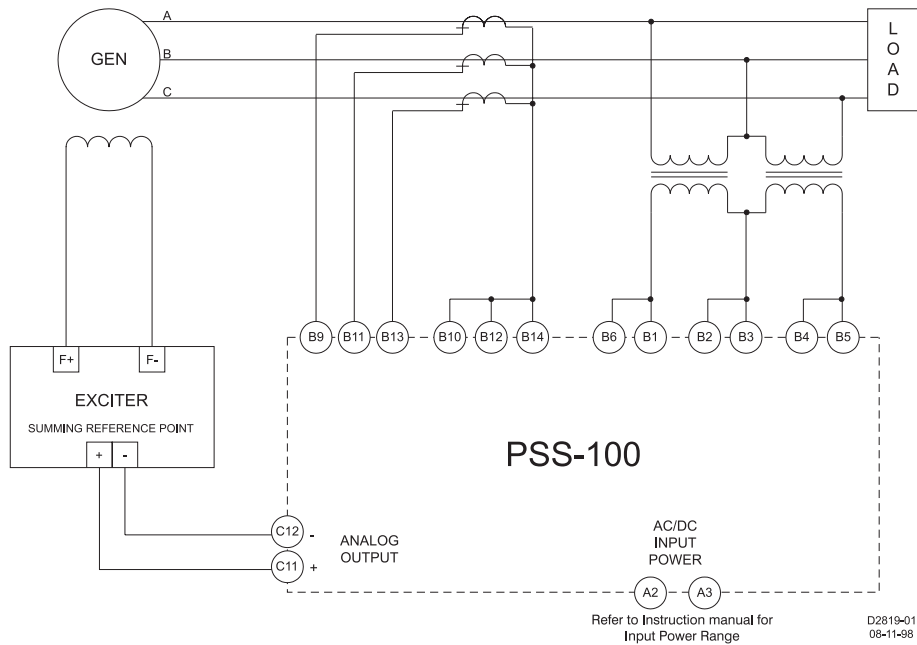 A
B
C
GEN
L
O
A
D
B9
B11
B13
B10
B12
B14
B6
B1
B2
B3
B4
B5
F+
F-
EXCITER
SUMMING REFERENCE POINT
+
-
PSS-100
C12
-
C11
+
ANALOG
OUTPUT
AC/DC
INPUT
POWER
A2
A3
Refer to Instruction manual for
Input Power Range
D2819-01
08-11-98